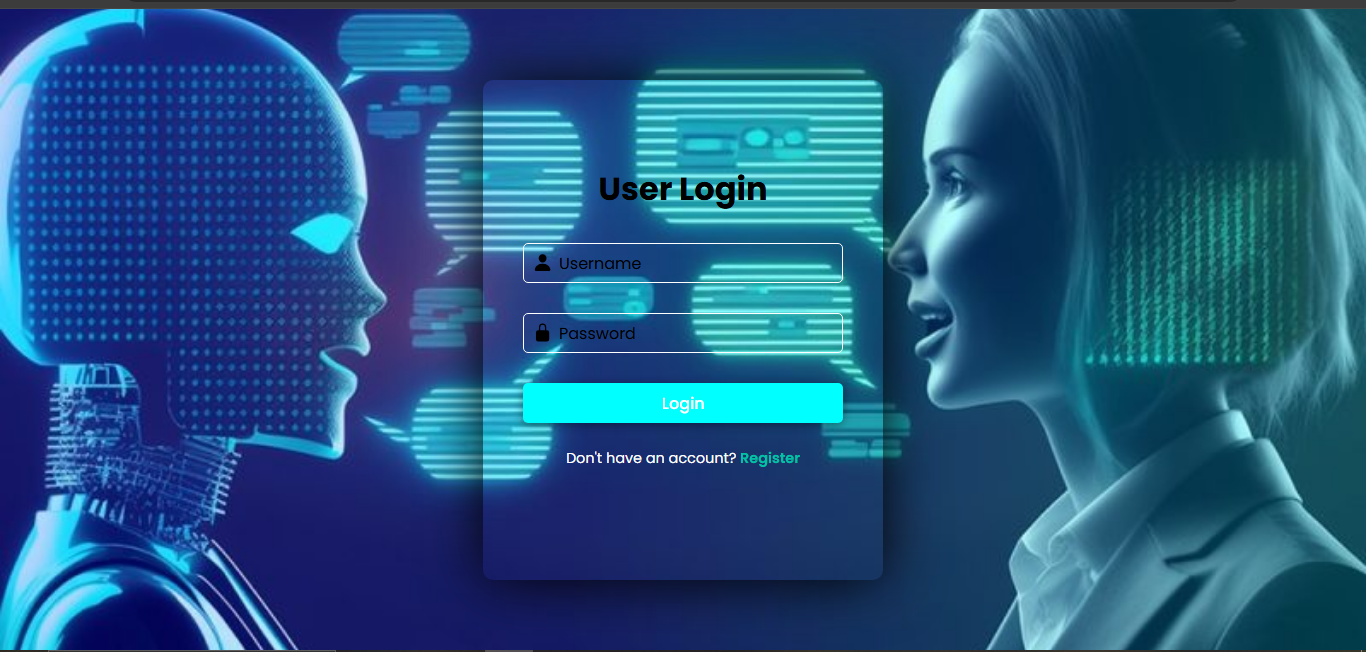 User Login
Username
Password
Login
Don't have an account? Register